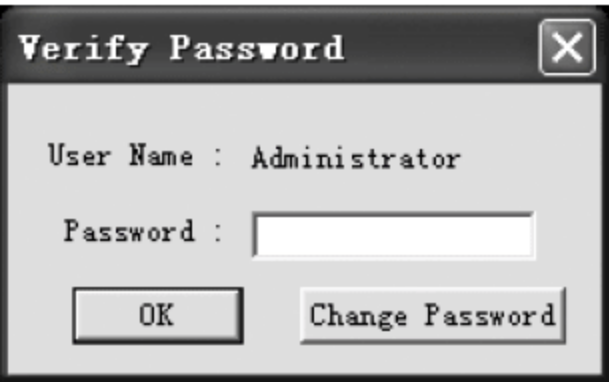 Verify Password
User Name : Administrator
Password :
OK Change Password